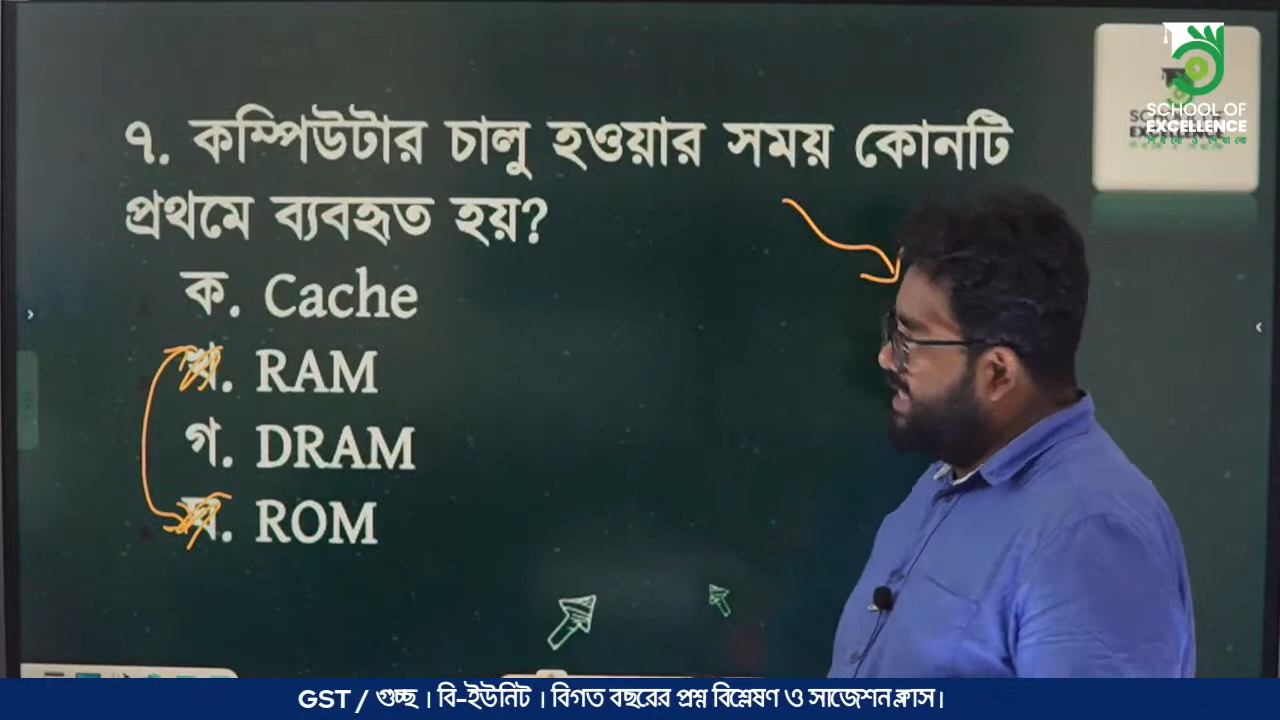 ৭. কম্পিউটার চালু হওয়ার সময় কোনটি
প্রথমে ব্যবহৃত হয়?
ক. Cache
খ. RAM
গ. DRAM
ঘ. ROM
SCHOOL OF
EXCELLENCE
GST / গুচ্ছ । বি-ইউনিট । বিগত বছরের প্রশ্ন বিশ্লেষণ ও সাজেশন ক্লাস।